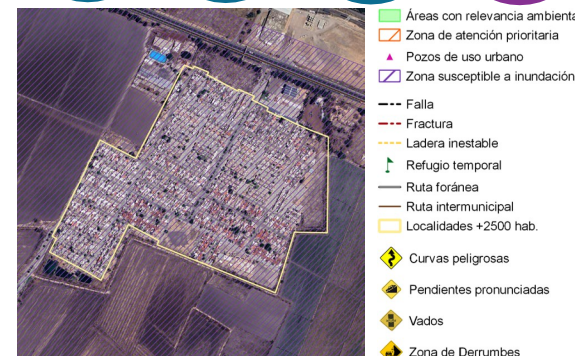 Áreas con relevancia ambienta
Zona de atención prioritaria
Pozos de uso urbano
Zona susceptible a inundación
Falla
Fractura
Ladera inestable
Refugio temporal
Ruta foránea
Ruta intermunicipal
Localidades +2500 hab.
Curvas peligrosas
Pendientes pronunciadas
Vados
Zona de Derrumbes